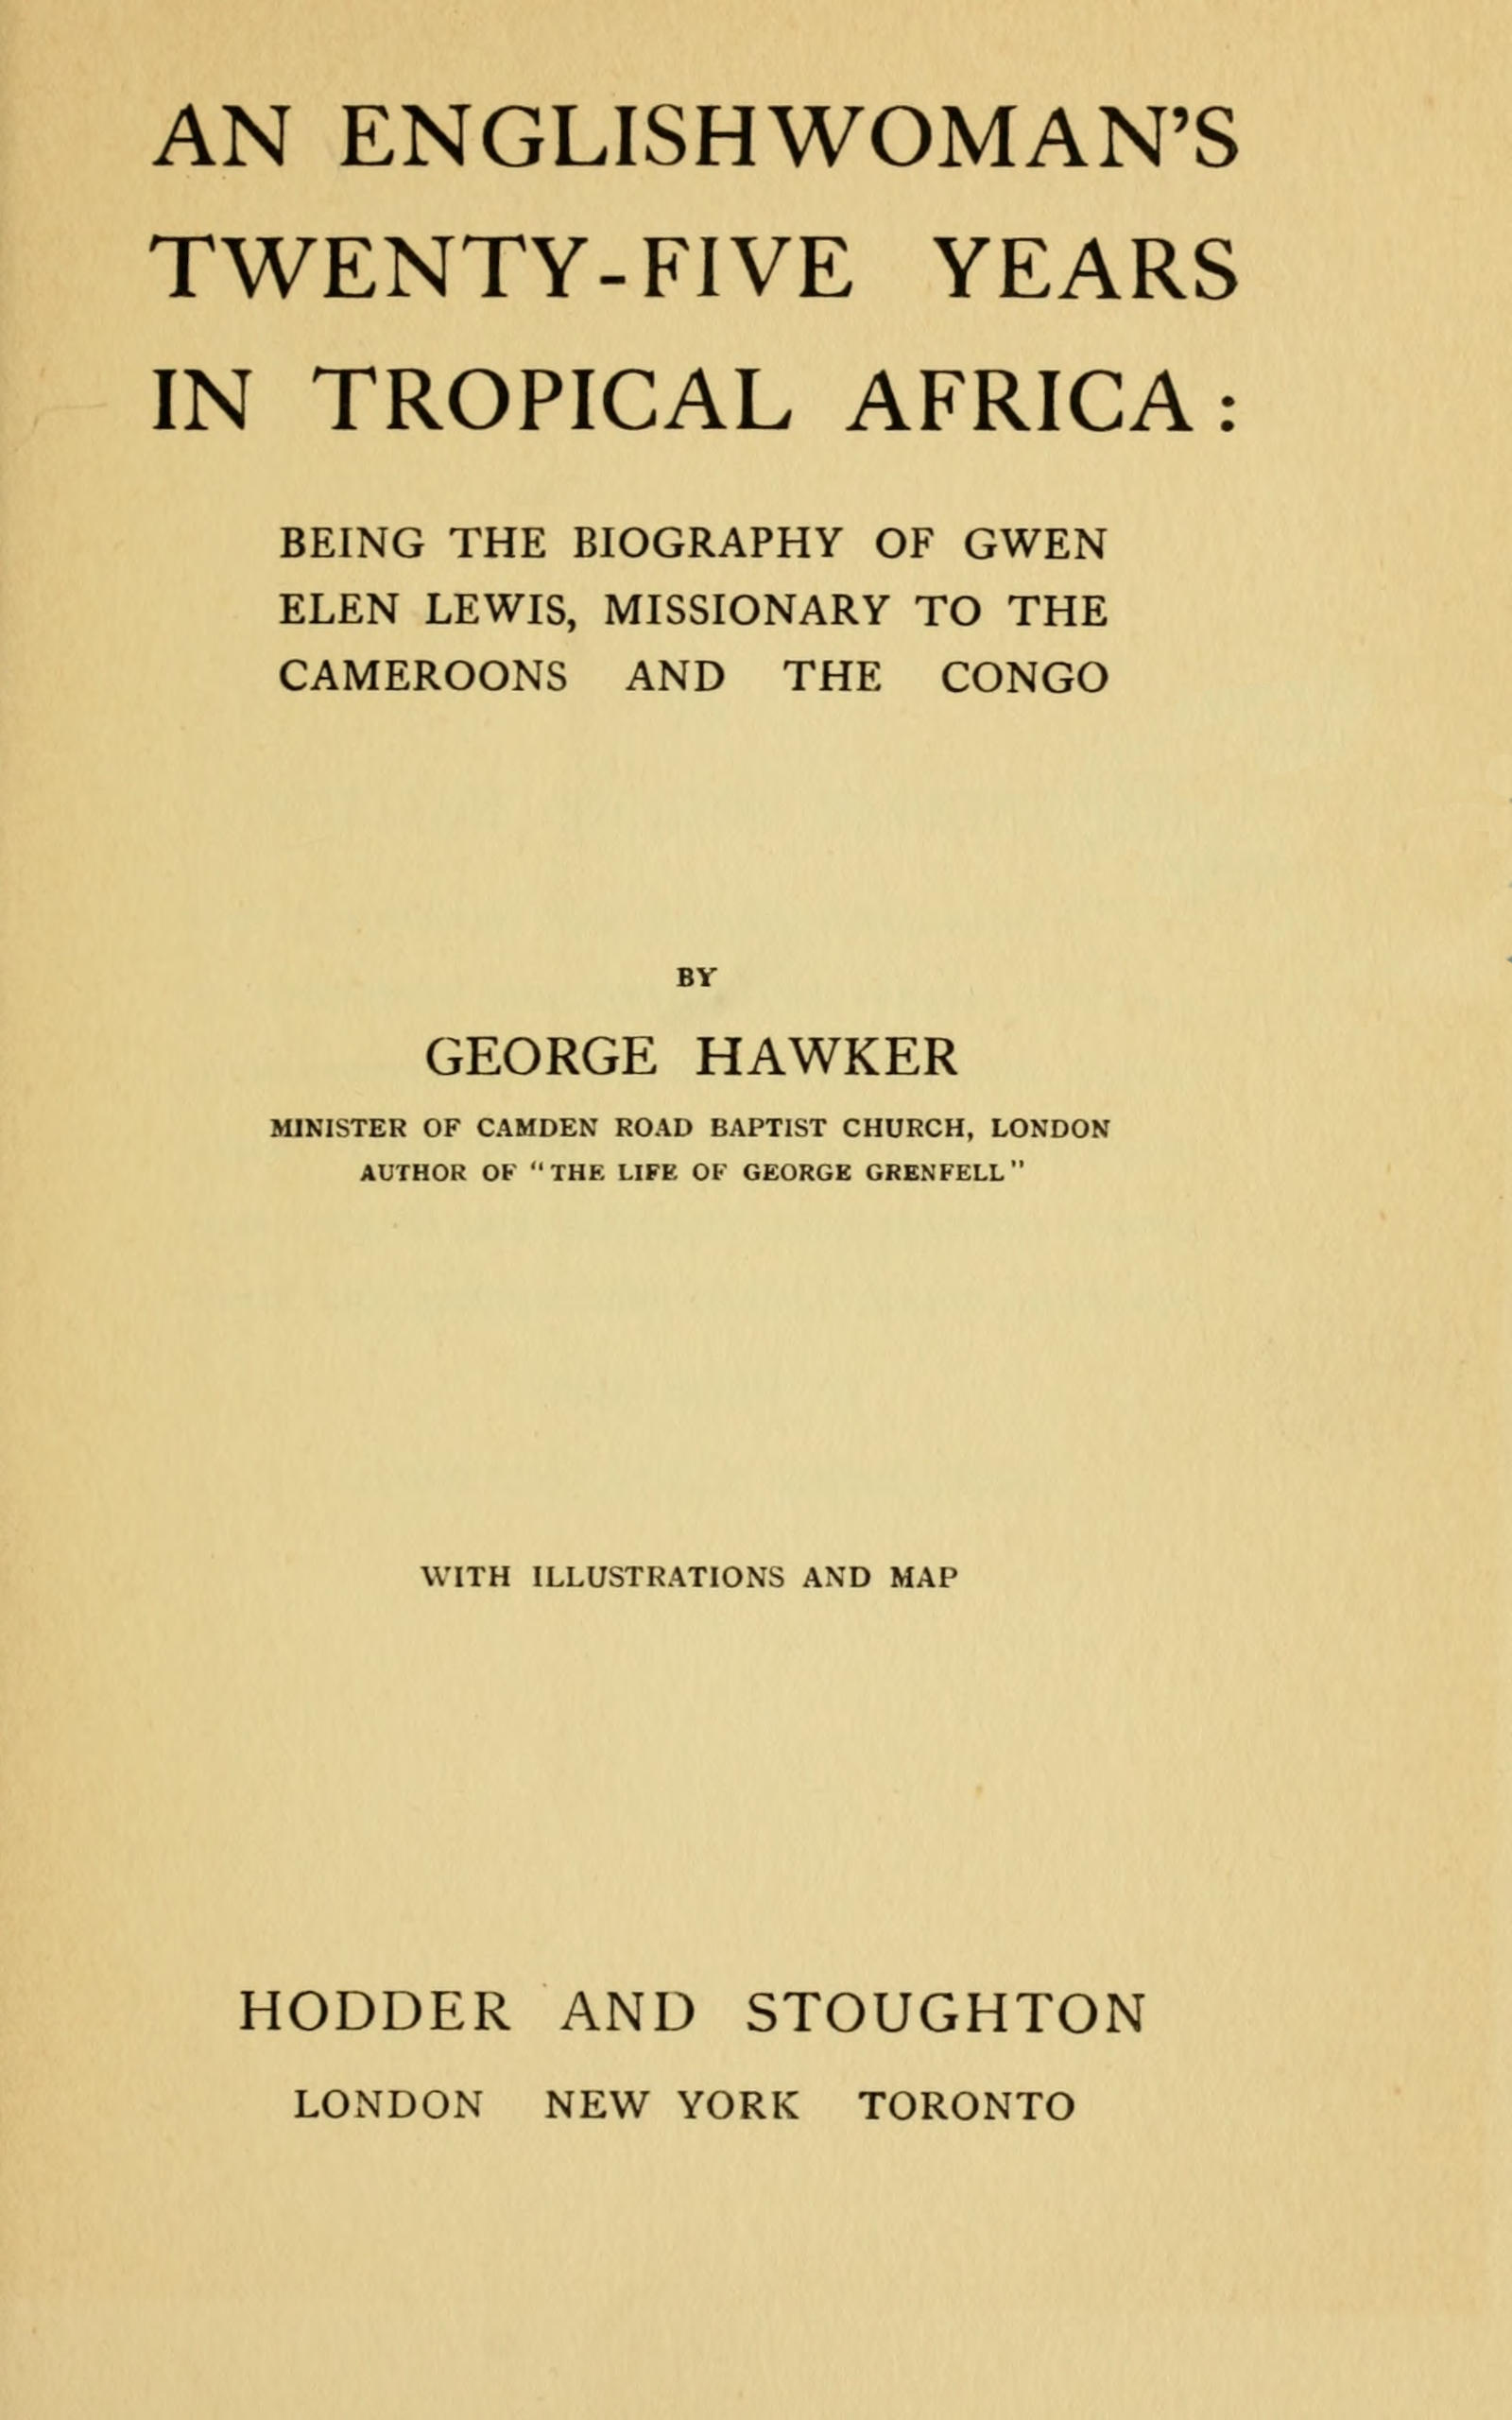 AN ENGLISHWOMAN'S
TWENTY-FIVE YEARS
IN TROPICAL AFRICA:
BEING THE BIOGRAPHY OF GWEN
ELEN LEWIS, MISSIONARY TO THE
CAMEROONS AND THE CONGO
BY
GEORGE HAWKER
MINISTER OF CAMDEN ROAD BAPTIST CHURCH, LONDON
AUTHOR OF "THE LIFE OF GEORGE GRENFELL"
WITH ILLUSTRATIONS AND MAP
HODDER AND STOUGHTON
LONDON NEW YORK TORONTO